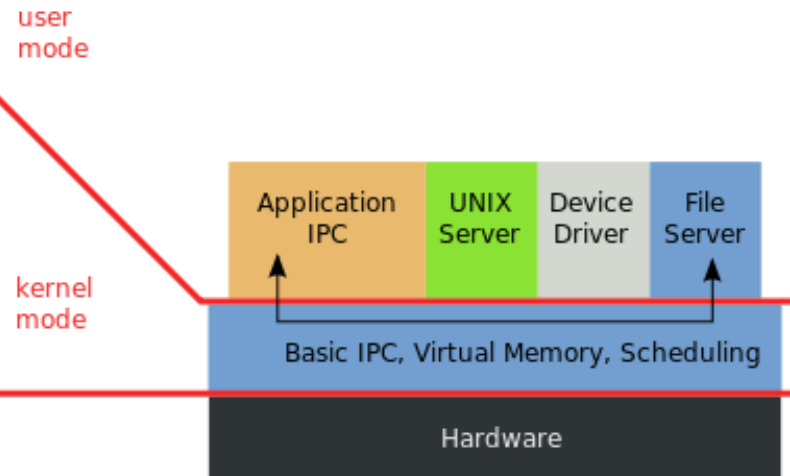 user
mode
Application
IPC
UNIX
Server
Device
Driver
File
Server
kernel
mode
Basic IPC, Virtual Memory, Scheduling
Hardware